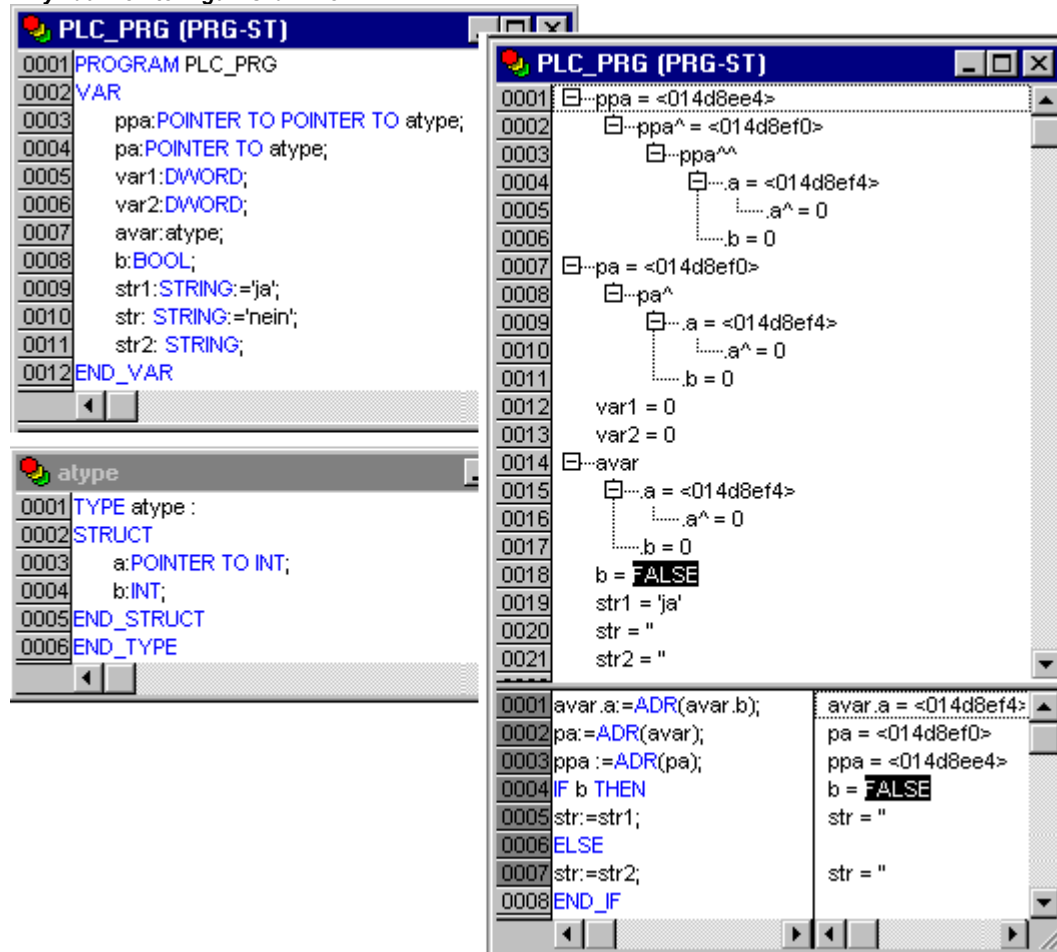 PLC_PRG (PRG-ST)
0001 PROGRAM PLC_PRG
0002 VAR
0003 ppa:POINTER TO POINTER TO atype;
0004 pa:POINTER TO atype;
0005 var1:DWORD;
0006 var2:DWORD;
0007 avar:atype;
0008 b:BOOL;
0009 str1:STRING:='ja';
0010 str: STRING:='nein';
0011 str2: STRING;
0012 END_VAR
atype
0001 TYPE atype :
0002 STRUCT
0003 a:POINTER TO INT;
0004 b:INT;
0005 END_STRUCT
0006 END_TYPE
PLC_PRG (PRG-ST)
0001 ppa = <014d8ee4>
0002 ppa^ = <014d8ef0>
0003 ppa^^
0004 .a = <014d8ef4>
0005 .a^ = 0
0006 .b = 0
0007 pa = <014d8ef0>
0008 pa^
0009 .a = <014d8ef4>
0010 .a^ = 0
0011 .b = 0
0012 var1 = 0
0013 var2 = 0
0014 avar
0015 .a = <014d8ef4>
0016 .a^ = 0
0017 .b = 0
0018 b = FALSE
0019 str1 = 'ja'
0020 str = ''
0021 str2 = ''
0001 avar.a:=ADR(avar.b); avar.a = <014d8ef4>
0002 pa:=ADR(avar); pa = <014d8ef0>
0003 ppa :=ADR(pa); ppa = <014d8ee4>
0004 IF b THEN b = FALSE
0005 str:=str1; str = ''
0006 ELSE
0007 str:=str2; str = ''
0008 END_IF